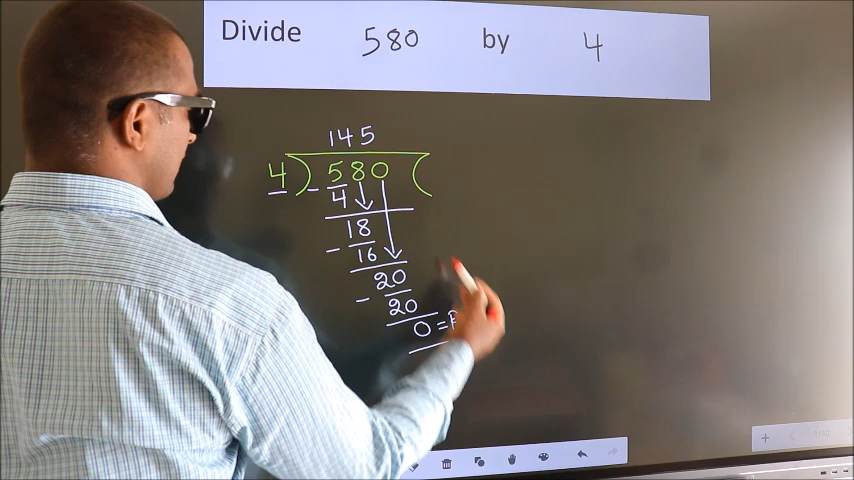 Divide 580 by 4
145
4 ) 580 (
- 4
18
- 16
20
- 20
0 = R